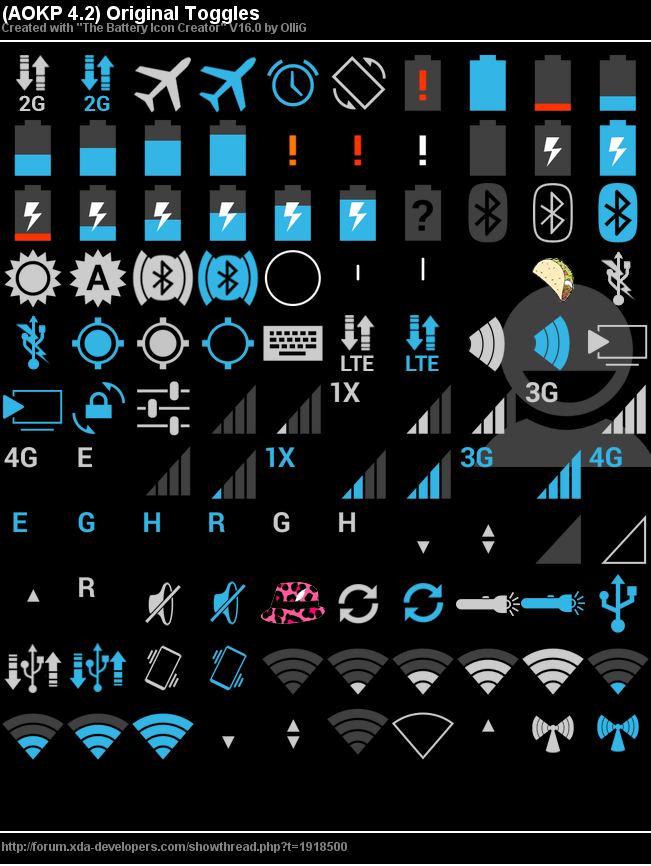 (AOKP 4.2) Original Toggles
Created with "The Battery Icon Creator" V16.0 by OlliG
2G 2G ! !
! ! !
?
A
LTE LTE
1X 3G
4G E 1X 3G 4G
E G H R G H
R
http://forum.xda-developers.com/showthread.php?t=1918500